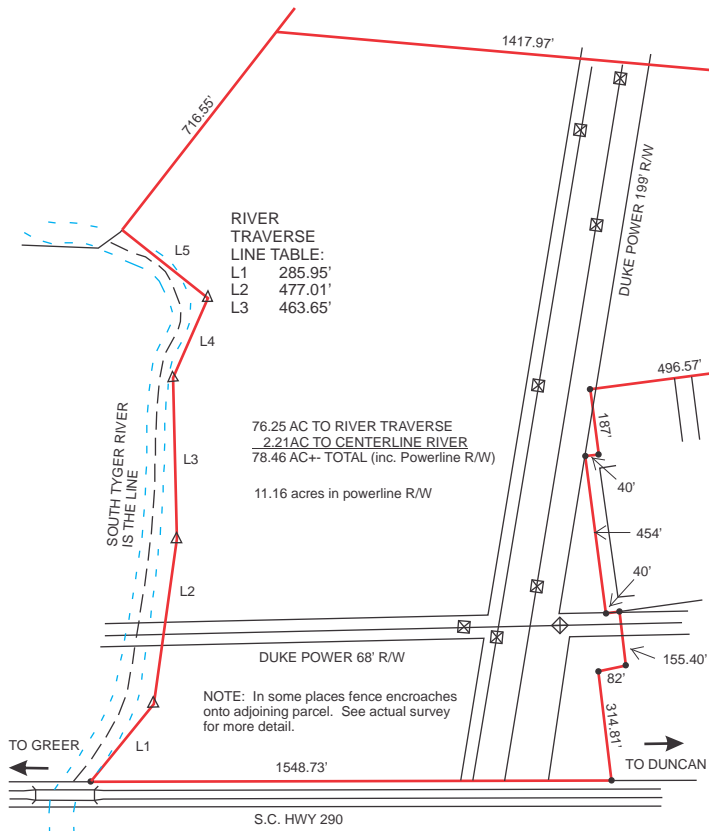 1417.97'
716.55'
DUKE POWER 199' R/W
RIVER
TRAVERSE
LINE TABLE:
L1 285.95'
L2 477.01'
L3 463.65'
L5
L4
496.57'
187'
76.25 AC TO RIVER TRAVERSE
2.21AC TO CENTERLINE RIVER
78.46 AC+- TOTAL (inc. Powerline R/W)
11.16 acres in powerline R/W
L3
SOUTH TYGER RIVER
IS THE LINE
40'
454'
40'
L2
DUKE POWER 68' R/W
155.40'
82'
NOTE: In some places fence encroaches
onto adjoining parcel. See actual survey
for more detail.
314.81'
L1
TO GREER
TO DUNCAN
1548.73'
S.C. HWY 290